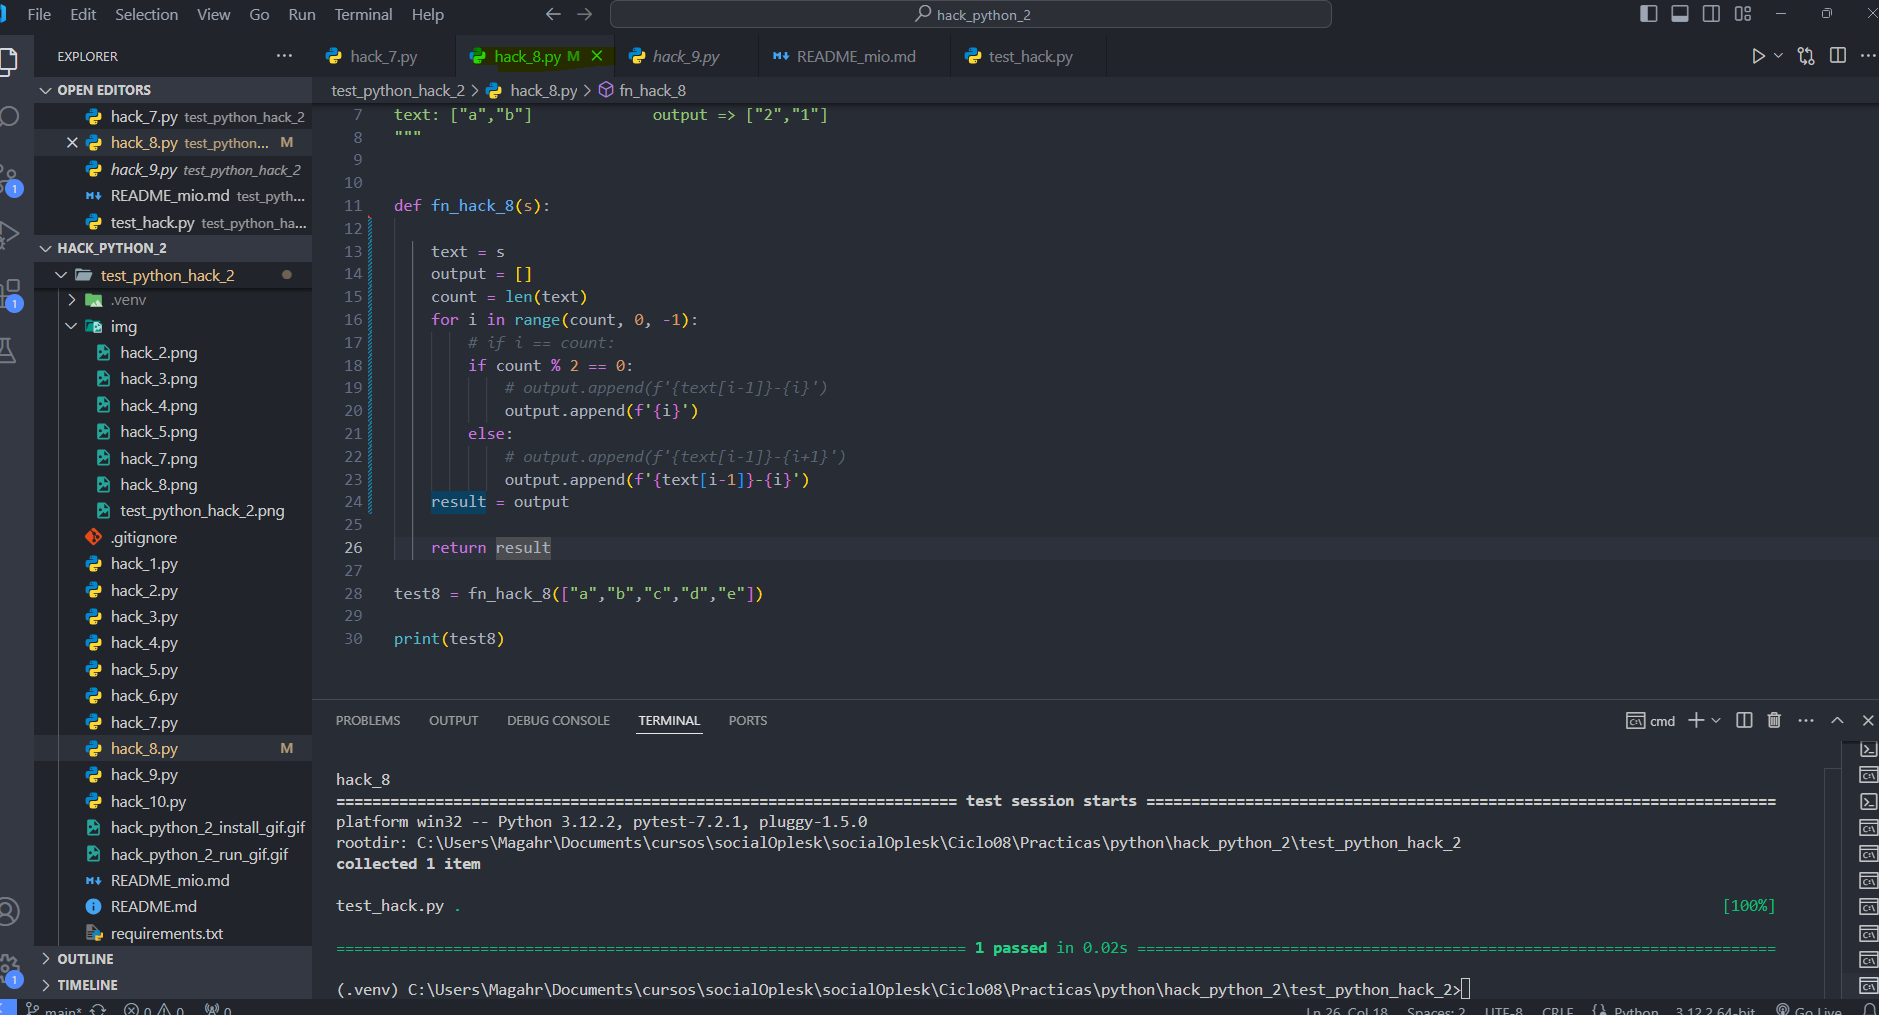 File Edit Selection View Go Run Terminal Help
hack_python_2
EXPLORER
hack_7.py
hack_8.py M
hack_9.py
README_mio.md
test_hack.py
OPEN EDITORS
hack_7.py test_python_hack_2
hack_8.py test_python... M
hack_9.py test_python_hack_2
README_mio.md test_pyth...
test_hack.py test_python_ha...
HACK_PYTHON_2
test_python_hack_2
.venv
img
hack_2.png
hack_3.png
hack_4.png
hack_5.png
hack_7.png
hack_8.png
test_python_hack_2.png
.gitignore
hack_1.py
hack_2.py
hack_3.py
hack_4.py
hack_5.py
hack_6.py
hack_7.py
hack_8.py M
hack_9.py
hack_10.py
hack_python_2_install_gif.gif
hack_python_2_run_gif.gif
README_mio.md
README.md
requirements.txt
OUTLINE
TIMELINE
1
1
1
test_python_hack_2 > hack_8.py > fn_hack_8
7 text: ["a","b"] output => ["2","1"]
8 """
9
10
11 def fn_hack_8(s):
12
13 text = s
14 output = []
15 count = len(text)
16 for i in range(count, 0, -1):
17 # if i == count:
18 if count % 2 == 0:
19 # output.append(f'{text[i-1]}-{i}')
20 output.append(f'{i}')
21 else:
22 # output.append(f'{text[i-1]}-{i+1}')
23 output.append(f'{text[i-1]}-{i}')
24 result = output
25
26 return result
27
28 test8 = fn_hack_8(["a","b","c","d","e"])
29
30 print(test8)
PROBLEMS OUTPUT DEBUG CONSOLE TERMINAL PORTS
cmd
hack_8
======= test session starts =======
platform win32 -- Python 3.12.2, pytest-7.2.1, pluggy-1.5.0
rootdir: C:\Users\Magahr\Documents\cursos\socialOplesk\socialOplesk\Ciclo08\Practicas\python\hack_python_2\test_python_hack_2
collected 1 item
test_hack.py . [100%]
======= 1 passed in 0.02s =======
(.venv) C:\Users\Magahr\Documents\cursos\socialOplesk\socialOplesk\Ciclo08\Practicas\python\hack_python_2\test_python_hack_2>
main* 0 0 0 Ln 26, Col 18 Spaces: 2 UTF-8 CRLF Python 3.12.2 64-bit Go Live